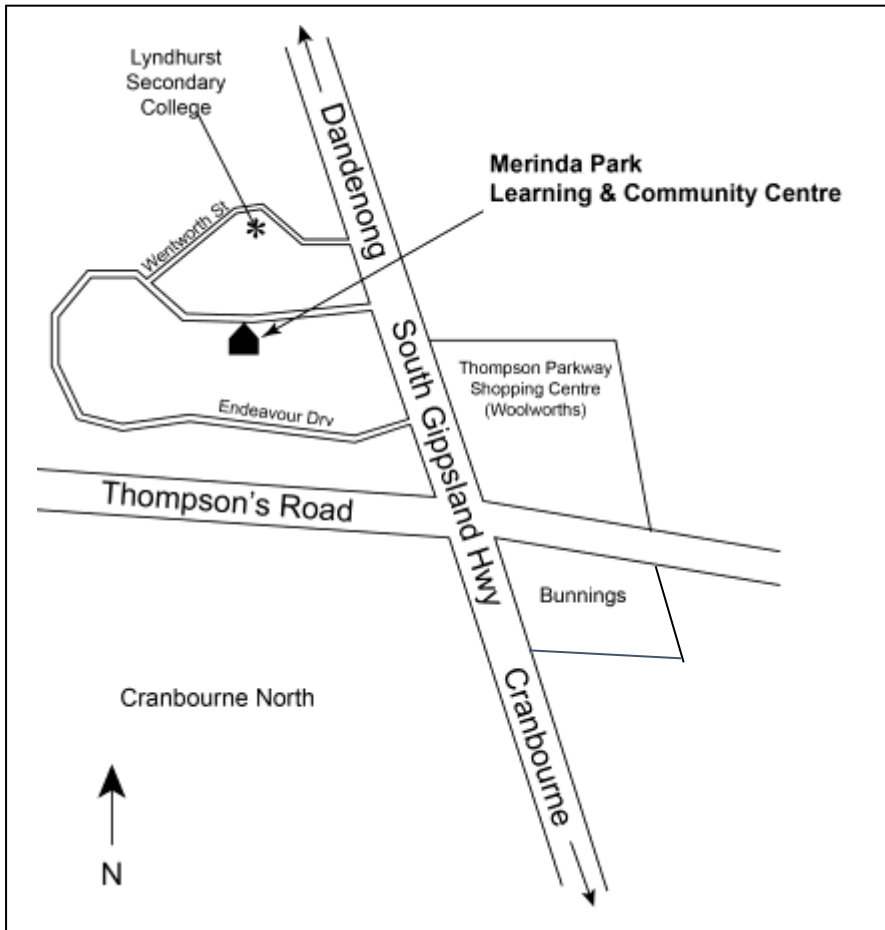 Lyndhurst
Secondary
College
Dandenong
Merinda Park
Learning & Community Centre
Wentworth St
*
South Gippsland Hwy
Thompson Parkway
Shopping Centre
(Woolworths)
Endeavour Drv
Thompson's Road
Bunnings
Cranbourne North
Cranbourne
N